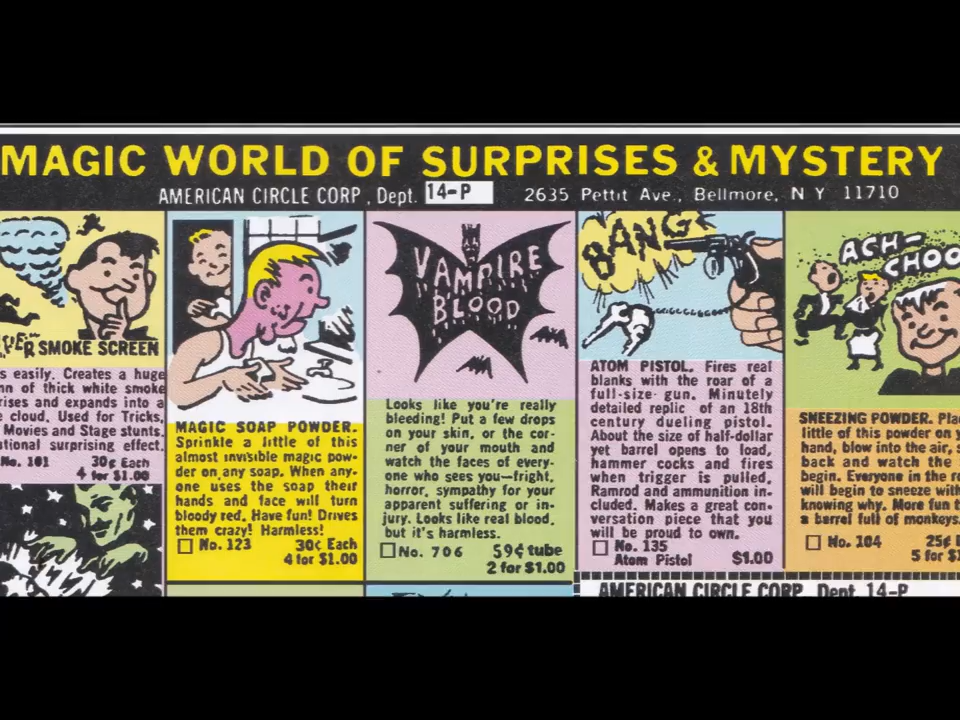 MAGIC WORLD OF SURPRISES & MYSTERY
AMERICAN CIRCLE CORP., Dept. 14-P 2635 Pettit Ave., Bellmore, N Y 11710
SMOKE SCREEN
s easily. Creates a huge
n of thick white smoke
rises and expands into a
e cloud. Used for Tricks,
Movies and Stage stunts.
ational surprising effect.
No. 101 30¢ Each
4 for $1.00
MAGIC SOAP POWDER.
Sprinkle a little of this
almost invisible magic pow-
der on any soap. When any-
one uses the soap their
hands and face will turn
bloody red. Have fun! Drives
them crazy! Harmless!
No. 123 30¢ Each
4 for $1.00
VAMPIRE
BLOOD
Looks like you're really
bleeding! Put a few drops
on your skin, or the cor-
ner of your mouth and
watch the faces of every-
one who sees you—fright,
horror, sympathy for your
apparent suffering or in-
jury. Looks like real blood,
but it's harmless.
No. 706 59¢ tube
2 for $1.00
BANG
ATOM PISTOL. Fires real
blanks with the roar of a
full-size gun. Minutely
detailed replic of an 18th
century dueling pistol.
About the size of half-dollar
yet barrel opens to load,
hammer cocks and fires
when trigger is pulled.
Ramrod and ammunition in-
cluded. Makes a great con-
versation piece that you
will be proud to own.
No. 135
Atom Pistol $1.00
ACH-
CHOO
SNEEZING POWDER. Plac
little of this powder on y
hand, blow into the air, s
back and watch the
begin. Everyone in the ro
will begin to sneeze with
knowing why. More fun t
a barrel full of monkeys.
No. 104 25¢ E
5 for $1
AMERICAN CIRCLE CORP. Dept. 14-P